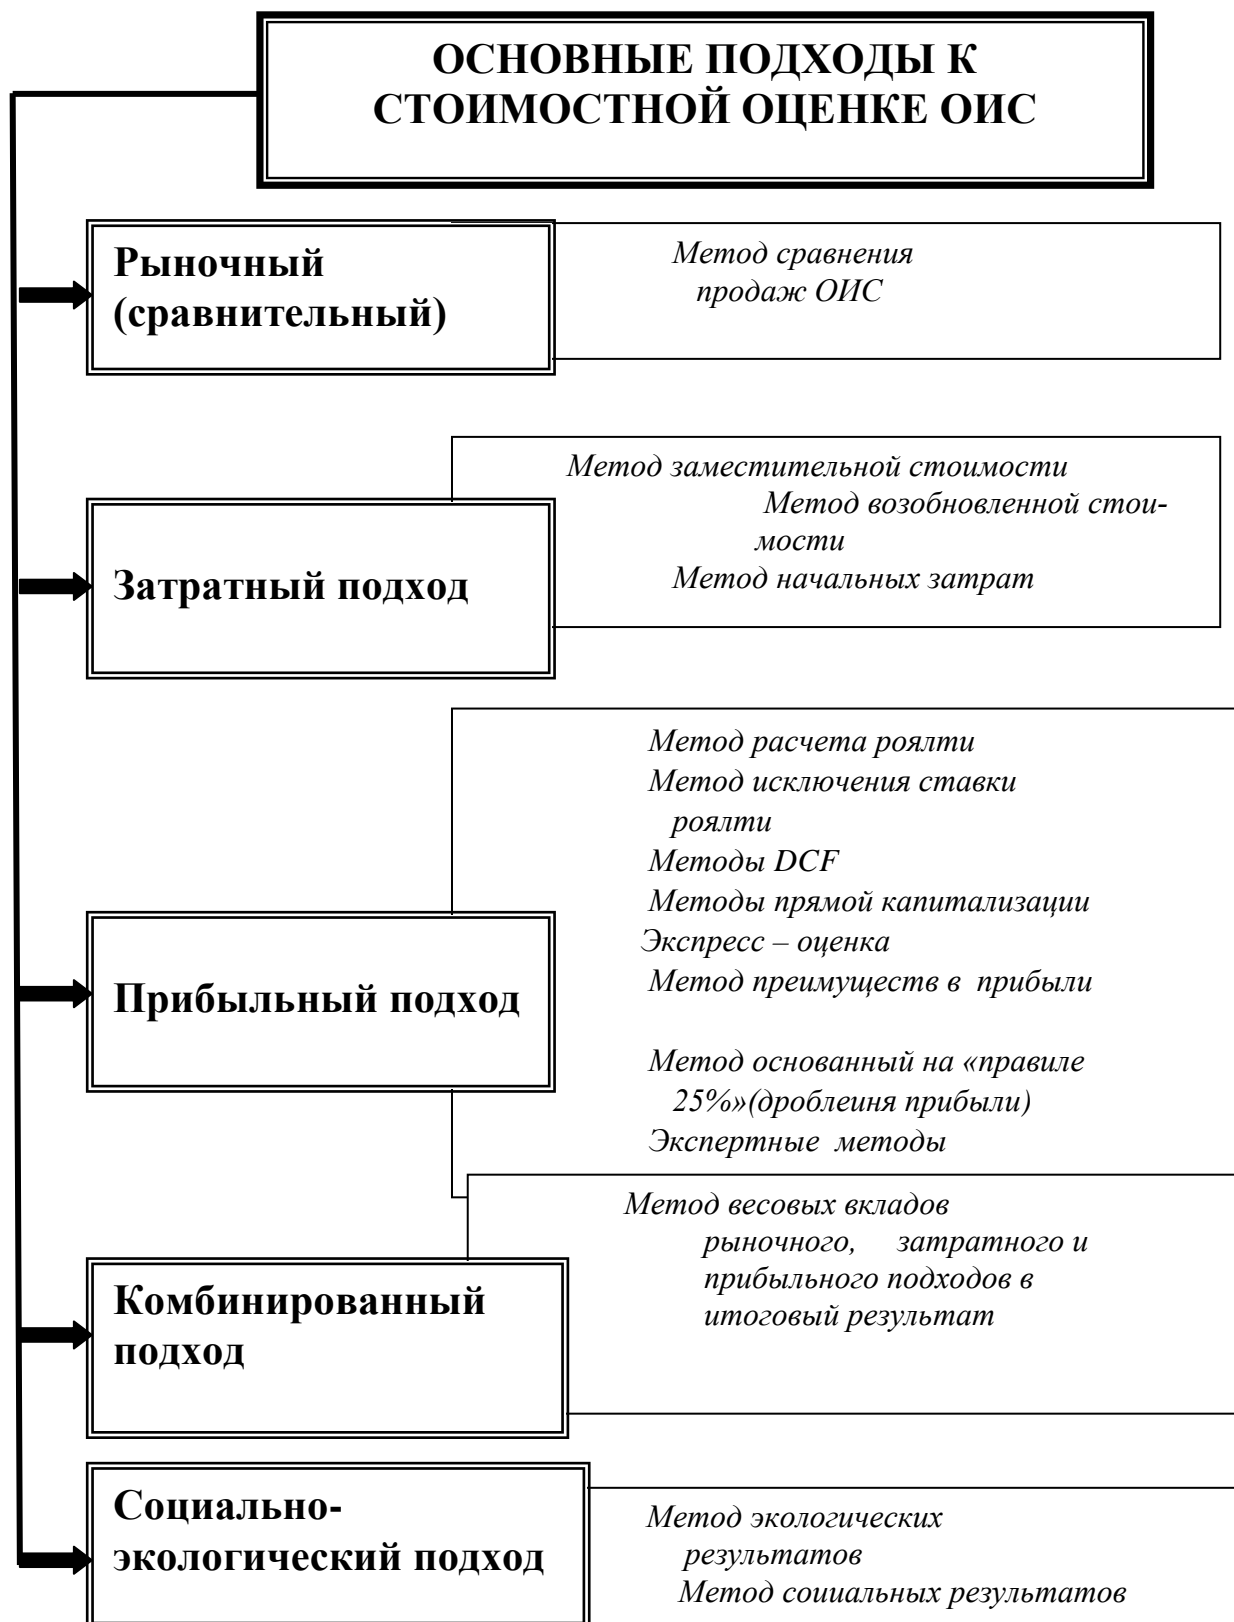 ОСНОВНЫЕ ПОДХОДЫ К
СТОИМОСТНОЙ ОЦЕНКЕ ОИС
Рыночный
(сравнительный)
Метод сравнения
продаж ОИС
Затратный подход
Метод заместительной стоимости
Метод возобновленной стои-
мости
Метод начальных затрат
Прибыльный подход
Метод расчета роялти
Метод исключения ставки
роялти
Методы DCF
Методы прямой капитализации
Экспресс – оценка
Метод преимуществ в прибыли
Метод основанный на «правиле
25%»(дроблеиня прибыли)
Экспертные методы
Комбинированный
подход
Метод весовых вкладов
рыночного, затратного и
прибыльного подходов в
итоговый результат
Социально-
экологический подход
Метод экологических
результатов
Метод социальных результатов